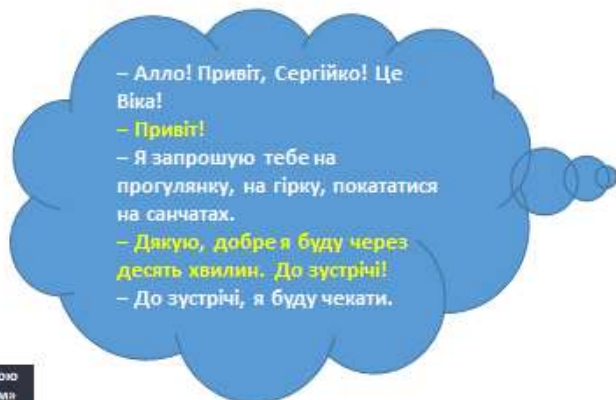 – Алло! Привіт, Сергійко! Це
Віка!
– Привіт!
– Я запрошую тебе на
прогулянку, на гірку, покататися
на санчатах.
– Дякую, добре я буду через
десять хвилин. До зустрічі!
– До зустрічі, я буду чекати.